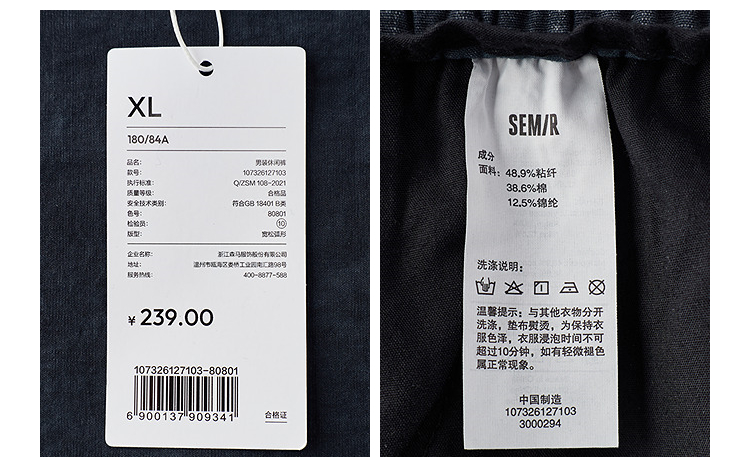 XL
180/84A
品名: 男装休闲裤
款号: 107326127103
执行标准: Q/ZSM 108-2021
质量等级: 合格品
安全技术类别: 符合GB 18401 B类
色号: 80801
检验员: 10
版型: 宽松弧形
企业名称: 浙江森马服饰股份有限公司
地址: 温州市瓯海区娄桥工业园南汇路98号
服务热线: 400-8877-588
¥ 239.00
107326127103-80801
6 900137 909341
合格证
SEMIR
成分
面料: 48.9%粘纤
38.6%棉
12.5%锦纶
洗涤说明:
温馨提示: 与其他衣物分开
洗涤, 垫布熨烫, 为保持衣
服色泽, 衣服浸泡时间不可
超过10分钟, 如有轻微褪色
属正常现象。
中国制造
107326127103
3000294